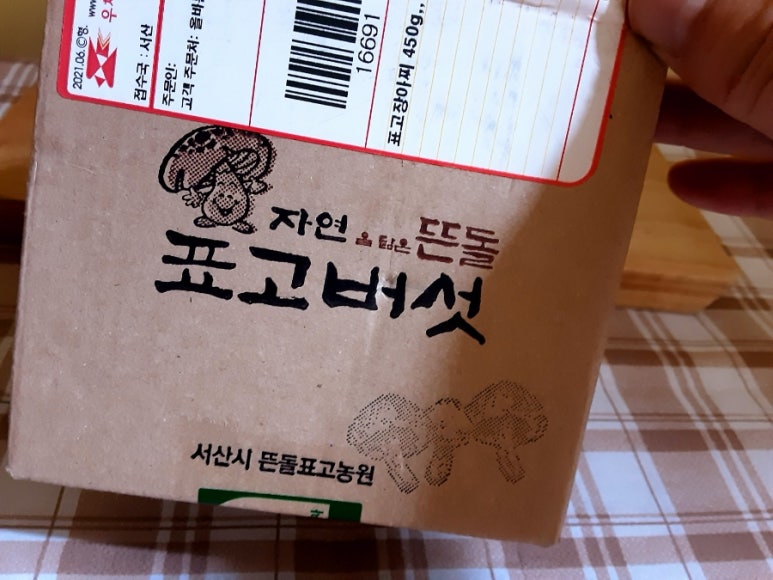 2021.06.
접수국 : 서산
주문인:
고객 주문처: 올바
16691
표고장아찌 450g,,
자연을 담은 뜬돌
표고버섯
서산시 뜬돌표고농원